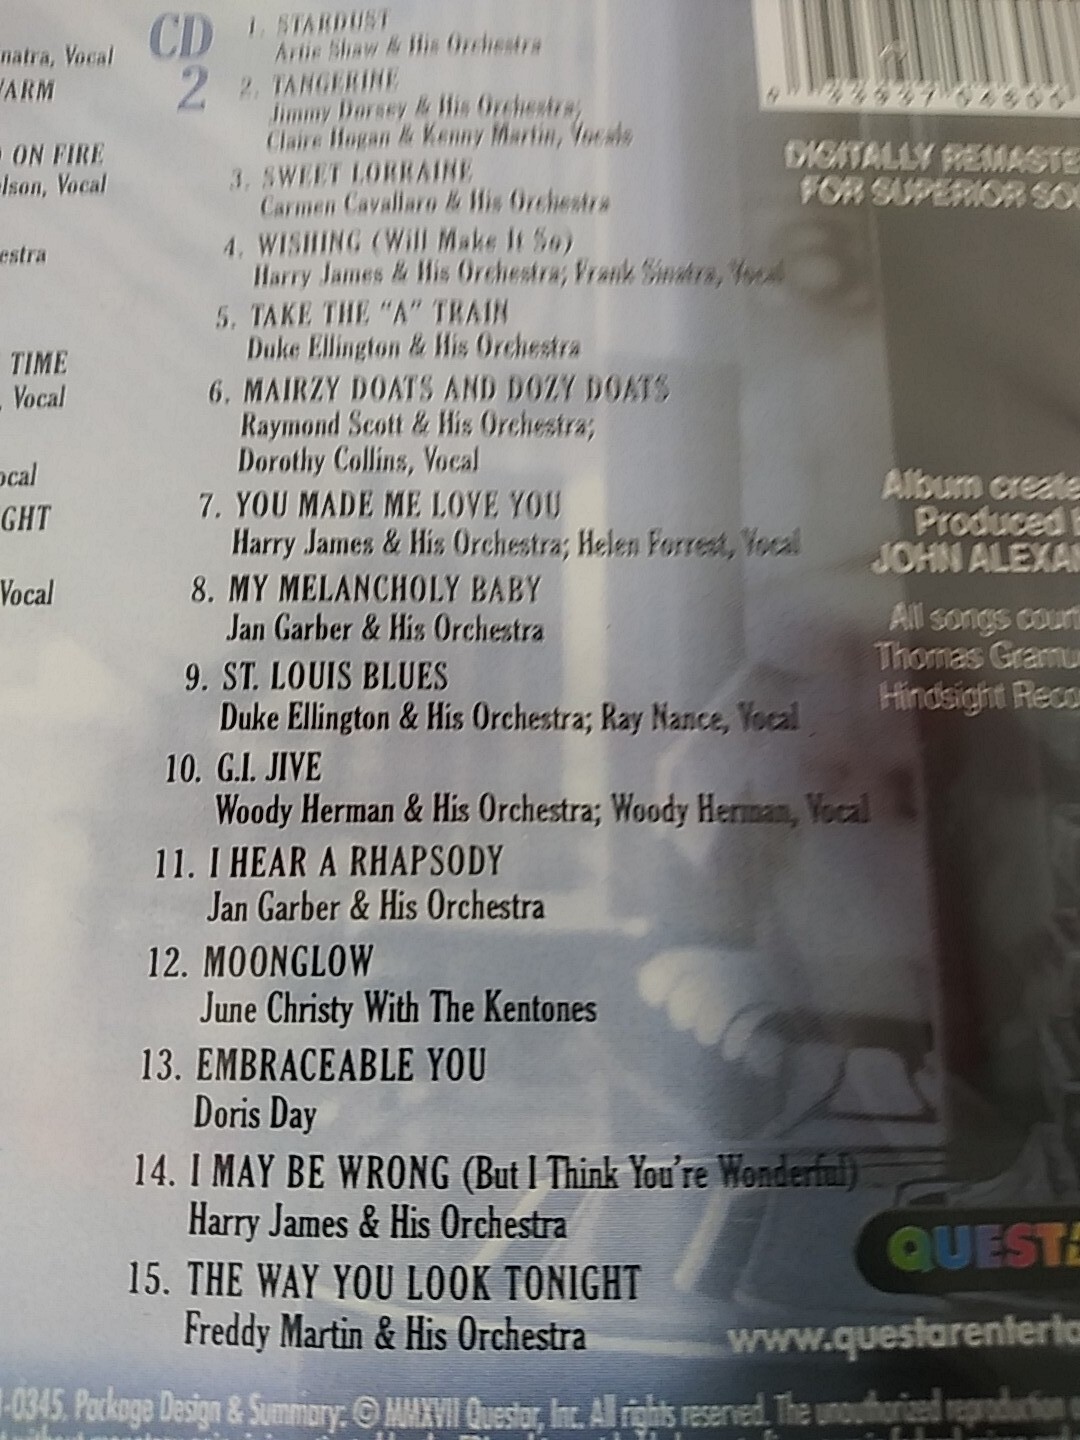 natra, Vocal
ARM
ON FIRE
lson, Vocal
estra
TIME
, Vocal
ocal
GHT
Vocal
CD
2
1. STARDUST
Artie Shaw & His Orchestra
2. TANGERINE
Jimmy Dorsey & His Orchestra;
Claire Hogan & Kenny Martin, Vocals
3. SWEET LORRAINE
Carmen Cavallaro & His Orchestra
4. WISHING (Will Make It So)
Harry James & His Orchestra; Frank Sinatra, Vocal
5. TAKE THE "A" TRAIN
Duke Ellington & His Orchestra
6. MAIRZY DOATS AND DOZY DOATS
Raymond Scott & His Orchestra;
Dorothy Collins, Vocal
7. YOU MADE ME LOVE YOU
Harry James & His Orchestra; Helen Forrest, Vocal
8. MY MELANCHOLY BABY
Jan Garber & His Orchestra
9. ST. LOUIS BLUES
Duke Ellington & His Orchestra; Ray Nance, Vocal
10. G.I. JIVE
Woody Herman & His Orchestra; Woody Herman, Vocal
11. I HEAR A RHAPSODY
Jan Garber & His Orchestra
12. MOONGLOW
June Christy With The Kentones
13. EMBRACEABLE YOU
Doris Day
14. I MAY BE WRONG (But I Think You're Wonderful)
Harry James & His Orchestra
15. THE WAY YOU LOOK TONIGHT
Freddy Martin & His Orchestra
DIGITALLY REMASTE
FOR SUPERIOR SOU
Album create
Produced
JOHN ALEXA
All songs court
Thomas Gramu
Hindsight Reco
QUEST
www.questarenterta
-0345. Package Design & Summary: © MMXVII Questar, Inc. All rights reserved. The unauthorized reproduction